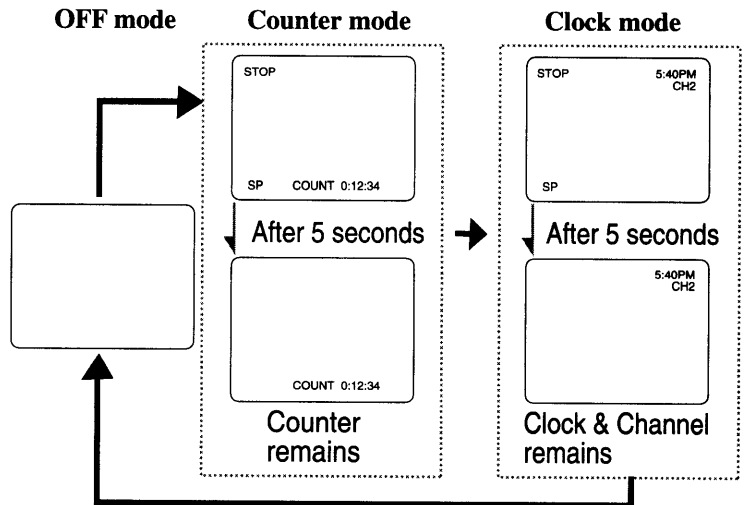 OFF mode
Counter mode
Clock mode
STOP
SP COUNT 0:12:34
After 5 seconds
COUNT 0:12:34
Counter
remains
STOP 5:40PM
CH2
SP
After 5 seconds
5:40PM
CH2
Clock & Channel
remains